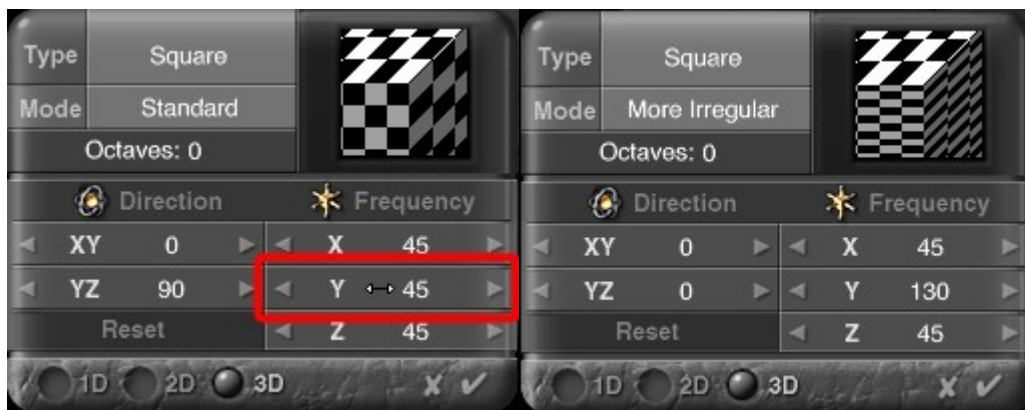 Type Square
Mode Standard
Octaves: 0
Direction Frequency
XY 0 X 45
YZ 90 Y 45
Reset Z 45
1D 2D 3D
Type Square
Mode More Irregular
Octaves: 0
Direction Frequency
XY 0 X 45
YZ 0 Y 130
Reset Z 45
1D 2D 3D